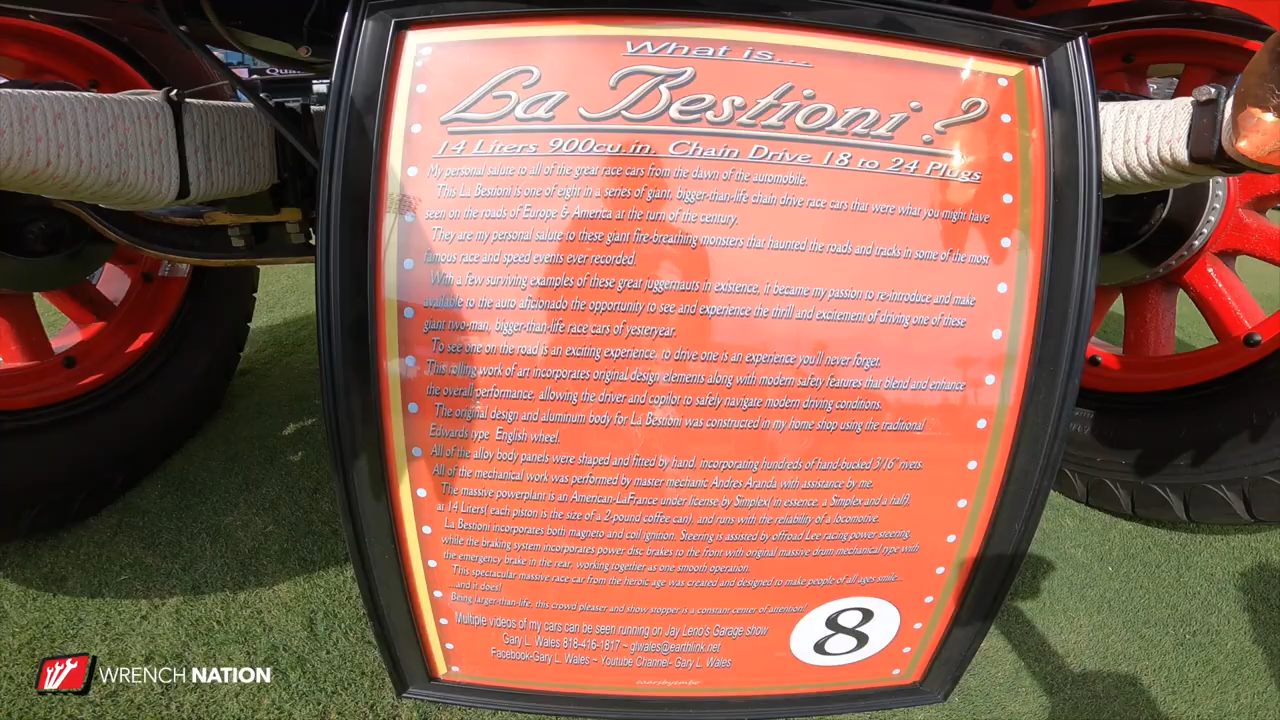 What is...
La Bestioni ?
14 Liters 900cu.in. Chain Drive 18 to 24 Plugs
My personal salute to all of the great race cars from the dawn of the automobile.
This La Bestioni is one of eight in a series of giant, bigger-than-life chain drive race cars that were what you might have
seen on the roads of Europe & America at the turn of the century.
They are my personal salute to these giant fire-breathing monsters that haunted the roads and tracks in some of the most
famous race and speed events ever recorded.
With a few surviving examples of these great juggernauts in existence, it became my passion to re-introduce and make
available to the auto aficionado the opportunity to see and experience the thrill and excitement of driving one of these
giant two-man, bigger-than-life race cars of yesteryear.
To see one on the road is an exciting experience, to drive one is an experience you'll never forget.
This rolling work of art incorporates original design elements along with modern safety features that blend and enhance
the overall performance, allowing the driver and copilot to safely navigate modern driving conditions.
The original design and aluminum body for La Bestioni was constructed in my home shop using the traditional
Edwards type, English wheel.
All of the alloy body panels were shaped and fitted by hand, incorporating hundreds of hand-bucked 3/16" rivets.
All of the mechanical work was performed by master mechanic Andres Aranda with assistance by me.
The massive powerplant is an American-LaFrance under license by Simplex( in essence, a Simplex and a half).
at 14 Liters( each piston is the size of a 2-pound coffee can), and runs with the reliability of a locomotive.
La Bestioni incorporates both magneto and coil ignition. Steering is assisted by offroad Lee racing power steering,
while the braking system incorporates power disc brakes to the front with original massive drum mechanical type with
the emergency brake in the rear, working together as one smooth operation.
This spectacular massive race car from the heroic age was created and designed to make people of all ages smile...
...and it does!
Being larger-than-life, this crowd pleaser and show stopper is a constant center of attention!
Multiple videos of my cars can be seen running on Jay Leno's Garage show
Gary L. Wales 818-416-1817 ~ glwales@earthlink.net
Facebook-Gary L. Wales ~ Youtube Channel- Gary L. Wales
8
WRENCH NATION